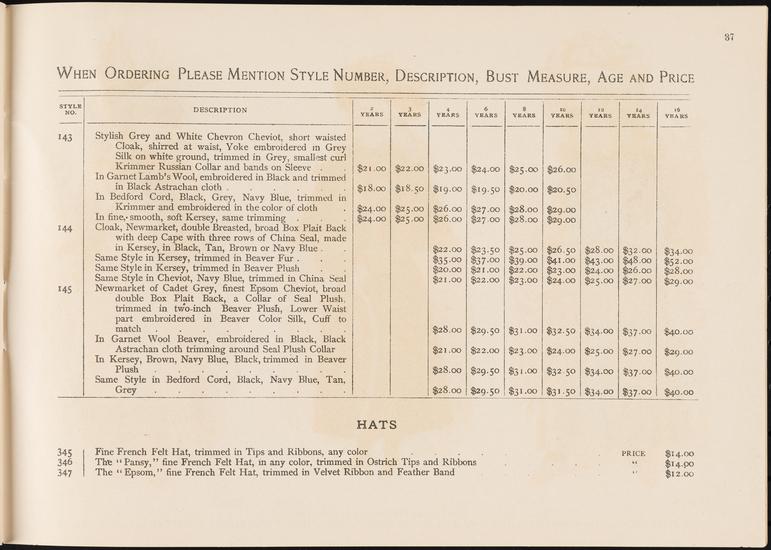 37
WHEN ORDERING PLEASE MENTION STYLE NUMBER, DESCRIPTION, BUST MEASURE, AGE AND PRICE
STYLE NO. DESCRIPTION 2 YEARS 3 YEARS 4 YEARS 6 YEARS 8 YEARS 10 YEARS 12 YEARS 14 YEARS 16 YEARS
143 Stylish Grey and White Chevron Cheviot, short waisted
Cloak, shirred at waist, Yoke embroidered in Grey
Silk on white ground, trimmed in Grey, smallest curl
Krimmer Russian Collar and bands on Sleeve . . $21.00 $22.00 $23.00 $24.00 $25.00 $26.00
In Garnet Lamb's Wool, embroidered in Black and trimmed
in Black Astrachan cloth . . . . . $18.00 $18.50 $19.00 $19.50 $20.00 $20.50
In Bedford Cord, Black, Grey, Navy Blue, trimmed in
Krimmer and embroidered in the color of cloth . $24.00 $25.00 $26.00 $27.00 $28.00 $29.00
In fine, smooth, soft Kersey, same trimming . . $24.00 $25.00 $26.00 $27.00 $28.00 $29.00
144 Cloak, Newmarket, double Breasted, broad Box Plait Back
with deep Cape with three rows of China Seal, made
in Kersey, in Black, Tan, Brown or Navy Blue . . $22.00 $23.50 $25.00 $26.50 $28.00 $32.00 $34.00
Same Style in Kersey, trimmed in Beaver Fur . . . $35.00 $37.00 $39.00 $41.00 $43.00 $48.00 $52.00
Same Style in Kersey, trimmed in Beaver Plush . . $20.00 $21.00 $22.00 $23.00 $24.00 $26.00 $28.00
Same Style in Cheviot, Navy Blue, trimmed in China Seal $21.00 $22.00 $23.00 $24.00 $25.00 $27.00 $29.00
145 Newmarket of Cadet Grey, finest Epsom Cheviot, broad
double Box Plait Back, a Collar of Seal Plush,
trimmed in two-inch Beaver Plush, Lower Waist
part embroidered in Beaver Color Silk, Cuff to
match . . . . . . . . $28.00 $29.50 $31.00 $32.50 $34.00 $37.00 $40.00
In Garnet Wool Beaver, embroidered in Black, Black
Astrachan cloth trimming around Seal Plush Collar $21.00 $22.00 $23.00 $24.00 $25.00 $27.00 $29.00
In Kersey, Brown, Navy Blue, Black, trimmed in Beaver
Plush . . . . . . . . $28.00 $29.50 $31.00 $32.50 $34.00 $37.00 $40.00
Same Style in Bedford Cord, Black, Navy Blue, Tan,
Grey . . . . . . . . $28.00 $29.50 $31.00 $31.50 $34.00 $37.00 $40.00
HATS
345 Fine French Felt Hat, trimmed in Tips and Ribbons, any color . . . . . . PRICE $14.00
346 The "Pansy," fine French Felt Hat, in any color, trimmed in Ostrich Tips and Ribbons . . . . " $14.00
347 The "Epsom," fine French Felt Hat, trimmed in Velvet Ribbon and Feather Band . . . . " $12.00